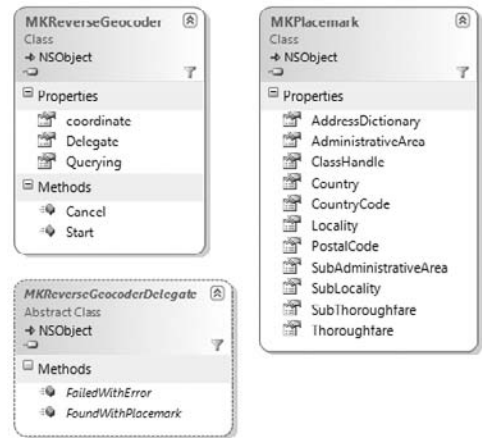 MKReverseGeocoder
Class
NSObject
Properties
coordinate
Delegate
Querying
Methods
Cancel
Start
MKReverseGeocoderDelegate
Abstract Class
NSObject
Methods
FailedWithError
FoundWithPlacemark
MKPlacemark
Class
NSObject
Properties
AddressDictionary
AdministrativeArea
ClassHandle
Country
CountryCode
Locality
PostalCode
SubAdministrativeArea
SubLocality
SubThoroughfare
Thoroughfare